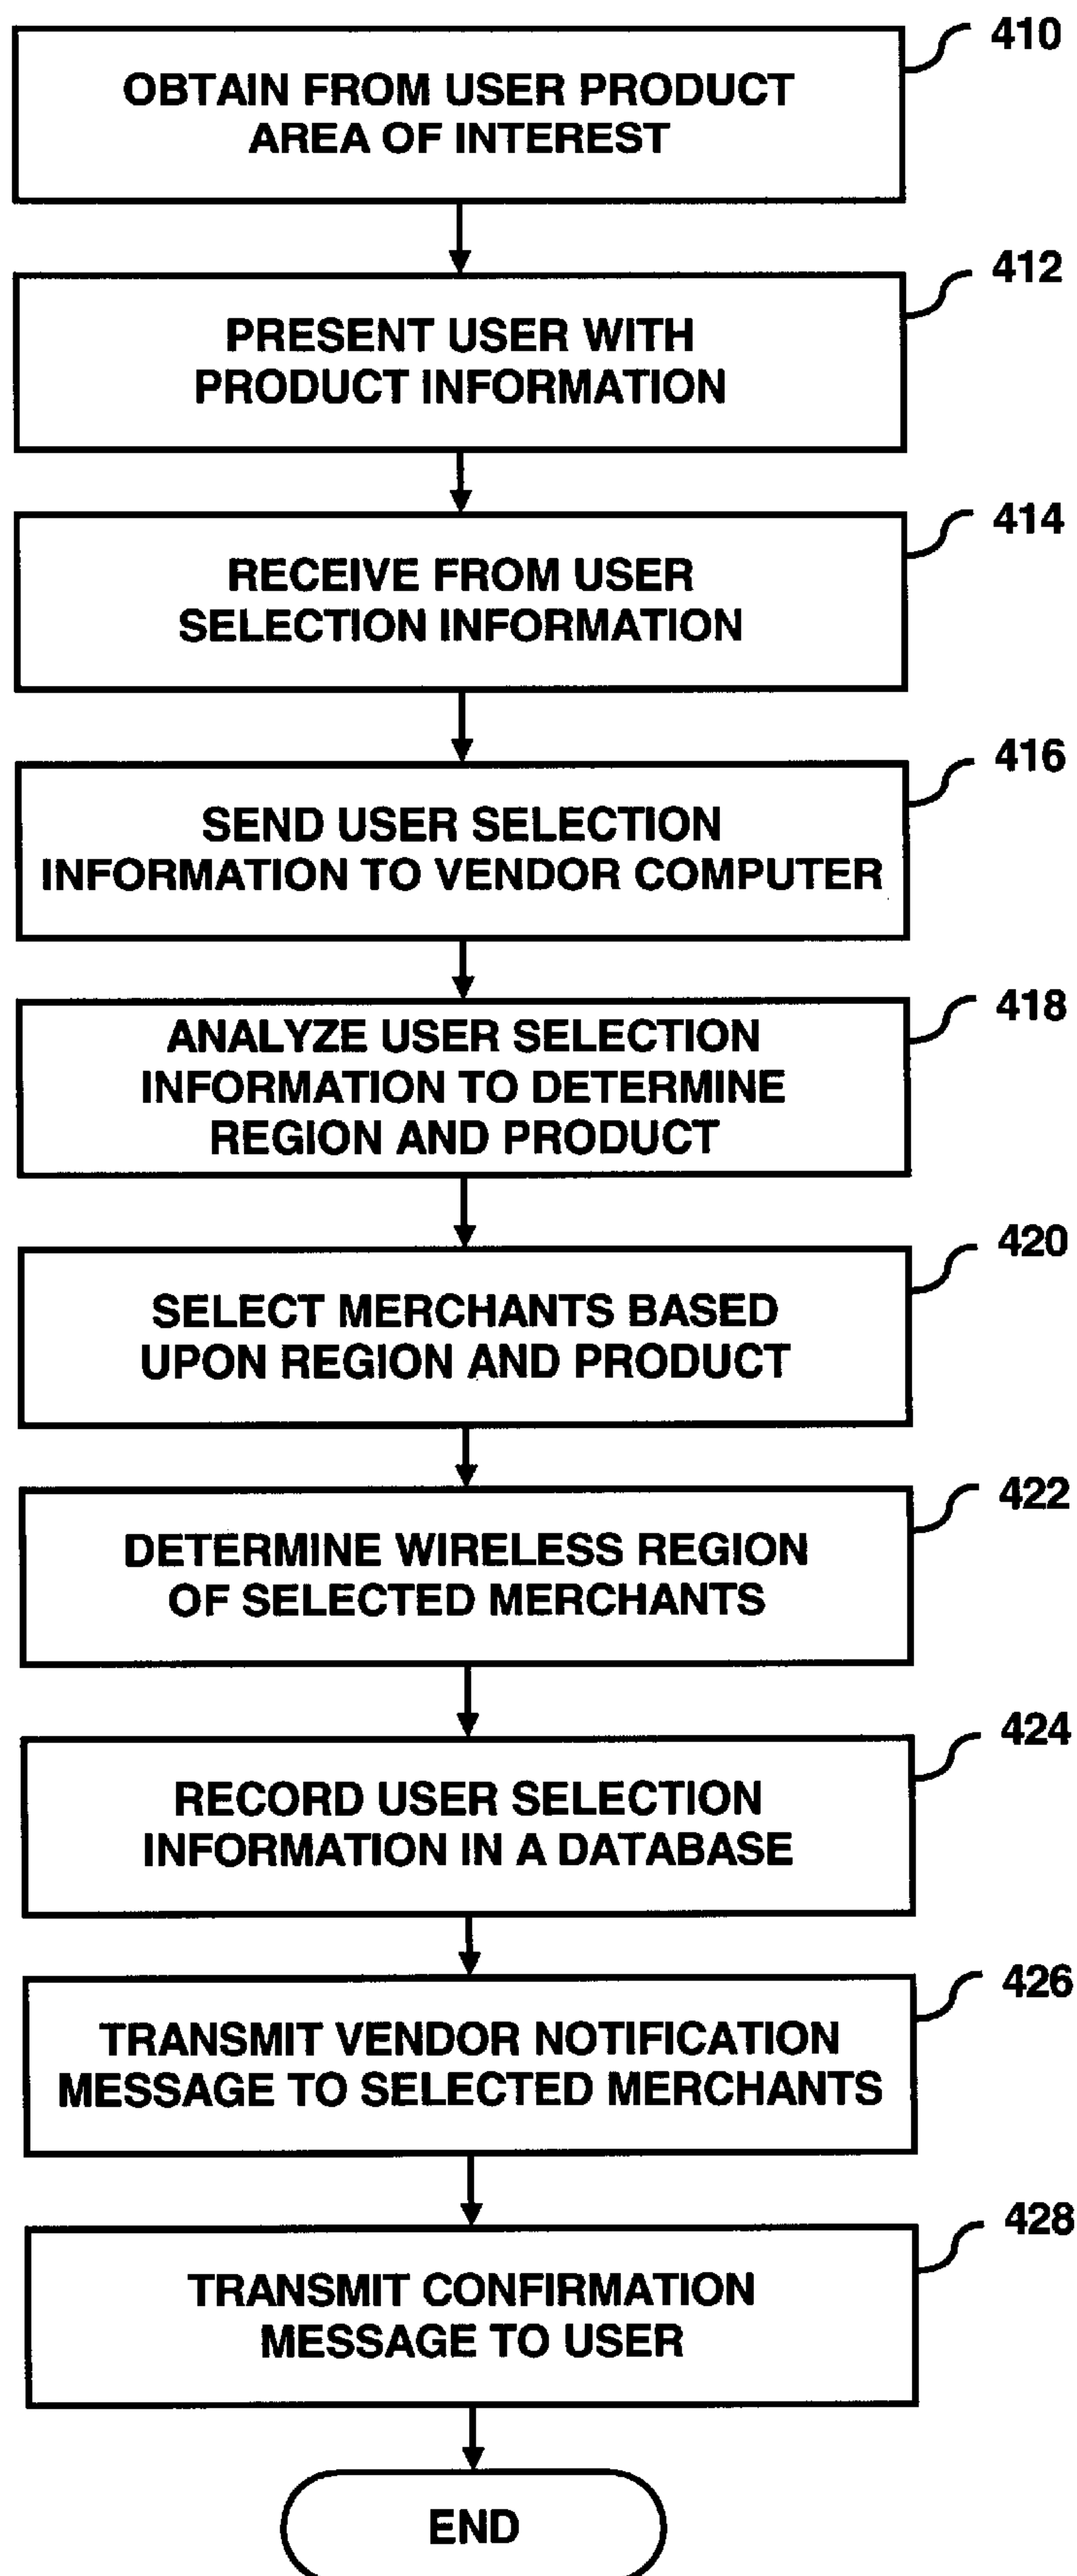 410
OBTAIN FROM USER PRODUCT
AREA OF INTEREST
412
PRESENT USER WITH
PRODUCT INFORMATION
414
RECEIVE FROM USER
SELECTION INFORMATION
416
SEND USER SELECTION
INFORMATION TO VENDOR COMPUTER
418
ANALYZE USER SELECTION
INFORMATION TO DETERMINE
REGION AND PRODUCT
420
SELECT MERCHANTS BASED
UPON REGION AND PRODUCT
422
DETERMINE WIRELESS REGION
OF SELECTED MERCHANTS
424
RECORD USER SELECTION
INFORMATION IN A DATABASE
426
TRANSMIT VENDOR NOTIFICATION
MESSAGE TO SELECTED MERCHANTS
428
TRANSMIT CONFIRMATION
MESSAGE TO USER
END